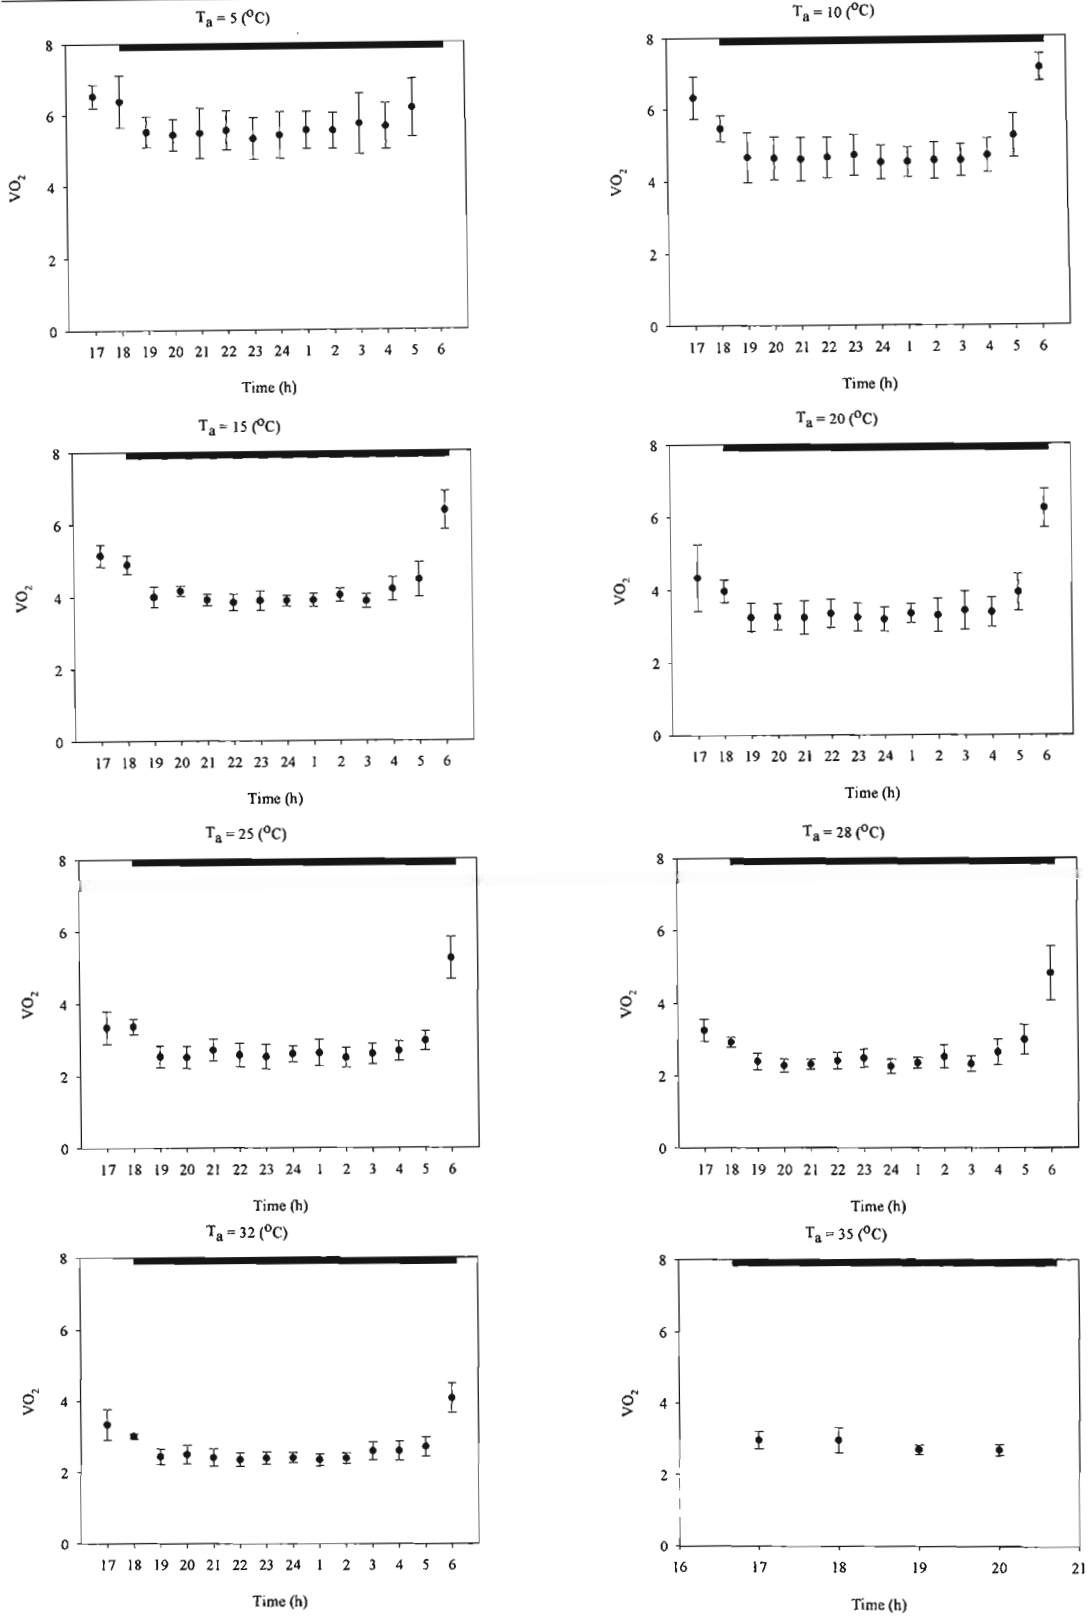 Ta = 5 (°C)
8
6
4
2
0
VO2
17 18 19 20 21 22 23 24 1 2 3 4 5 6
Time (h)
Ta = 10 (°C)
8
6
4
2
0
VO2
17 18 19 20 21 22 23 24 1 2 3 4 5 6
Time (h)
Ta = 15 (°C)
8
6
4
2
0
VO2
17 18 19 20 21 22 23 24 1 2 3 4 5 6
Time (h)
Ta = 20 (°C)
8
6
4
2
0
VO2
17 18 19 20 21 22 23 24 1 2 3 4 5 6
Time (h)
Ta = 25 (°C)
8
6
4
2
0
VO2
17 18 19 20 21 22 23 24 1 2 3 4 5 6
Time (h)
Ta = 28 (°C)
8
6
4
2
0
VO2
17 18 19 20 21 22 23 24 1 2 3 4 5 6
Time (h)
Ta = 32 (°C)
8
6
4
2
0
VO2
17 18 19 20 21 22 23 24 1 2 3 4 5 6
Time (h)
Ta = 35 (°C)
8
6
4
2
0
VO2
16 17 18 19 20 21
Time (h)